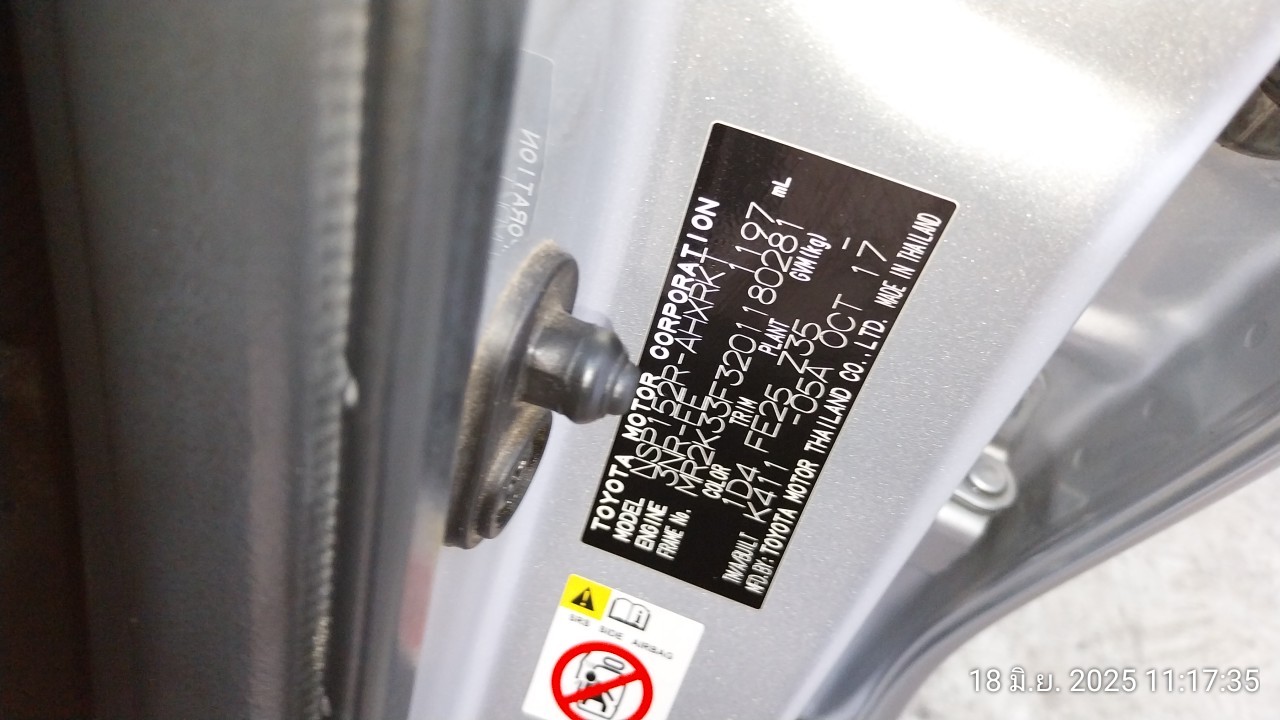 TOYOTA MOTOR CORPORATION
MODEL NSP152R-AHXRK
ENGINE 3NR-FE 1197 mL
FRAME No. MR2K33F3201180281
COLOR TRIM PLANT GVM(kg)
1D4 FE25 Z35 -
T/M/A/BUILT K411 -05A OCT 17
MFD.BY: TOYOTA MOTOR THAILAND CO.,LTD. MADE IN THAILAND
ORATION
SRS SIDE AIRBAG
18 มิ.ย. 2025 11:17:35